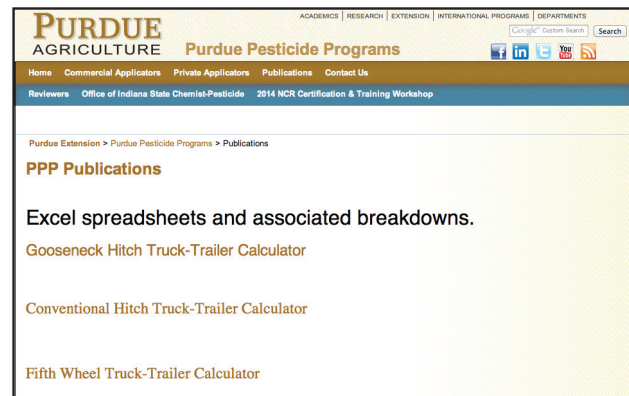 ACADEMICS | RESEARCH | EXTENSION | INTERNATIONAL PROGRAMS | DEPARTMENTS
PURDUE
AGRICULTURE
Purdue Pesticide Programs
Google™ Custom Search Search
f in t You Tube
Home Commercial Applicators Private Applicators Publications Contact Us
Reviewers Office of Indiana State Chemist-Pesticide 2014 NCR Certification & Training Workshop
Purdue Extension > Purdue Pesticide Programs > Publications
PPP Publications
Excel spreadsheets and associated breakdowns.
Gooseneck Hitch Truck-Trailer Calculator
Conventional Hitch Truck-Trailer Calculator
Fifth Wheel Truck-Trailer Calculator